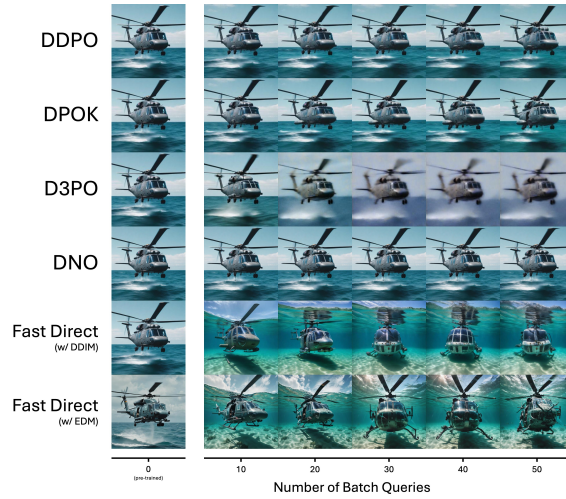 DDPO
DPOK
D3PO
DNO
Fast Direct
(w/ DDIM)
Fast Direct
(w/ EDM)
0 10 20 30 40 50
(pre-trained)
Number of Batch Queries